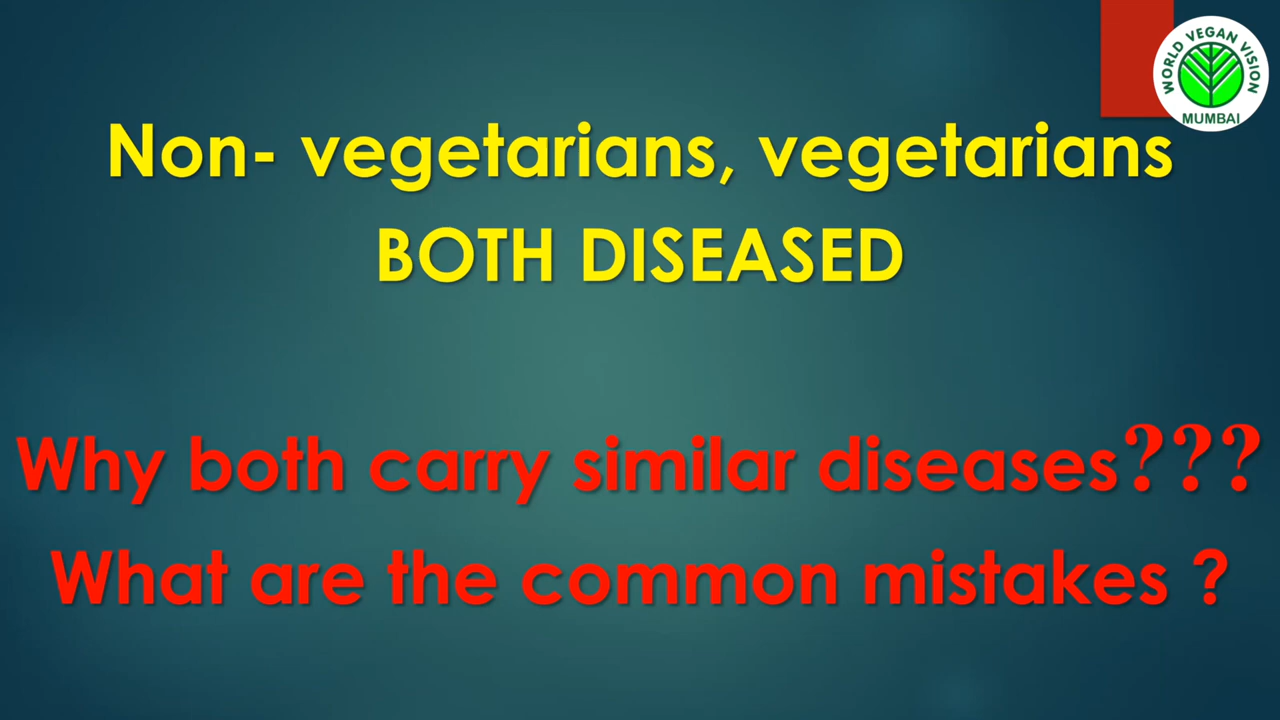 WORLD VEGAN VISION
MUMBAI
Non- vegetarians, vegetarians
BOTH DISEASED
Why both carry similar diseases???
What are the common mistakes ?